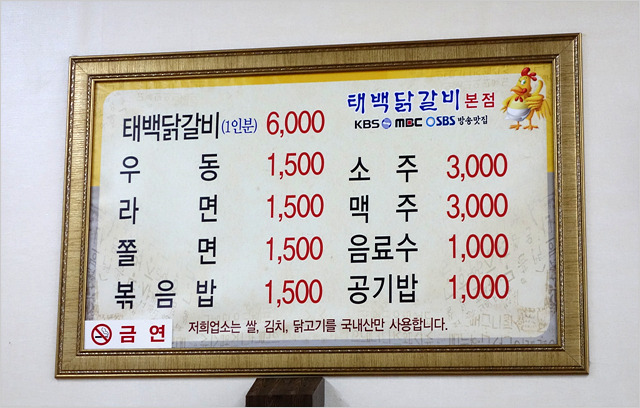 태백닭갈비 본점
KBS MBC SBS 방송맛집
태백닭갈비(1인분) 6,000
우동 1,500
라면 1,500
쫄면 1,500
볶음밥 1,500
소주 3,000
맥주 3,000
음료수 1,000
공기밥 1,000
금연
저희업소는 쌀, 김치, 닭고기를 국내산만 사용합니다.